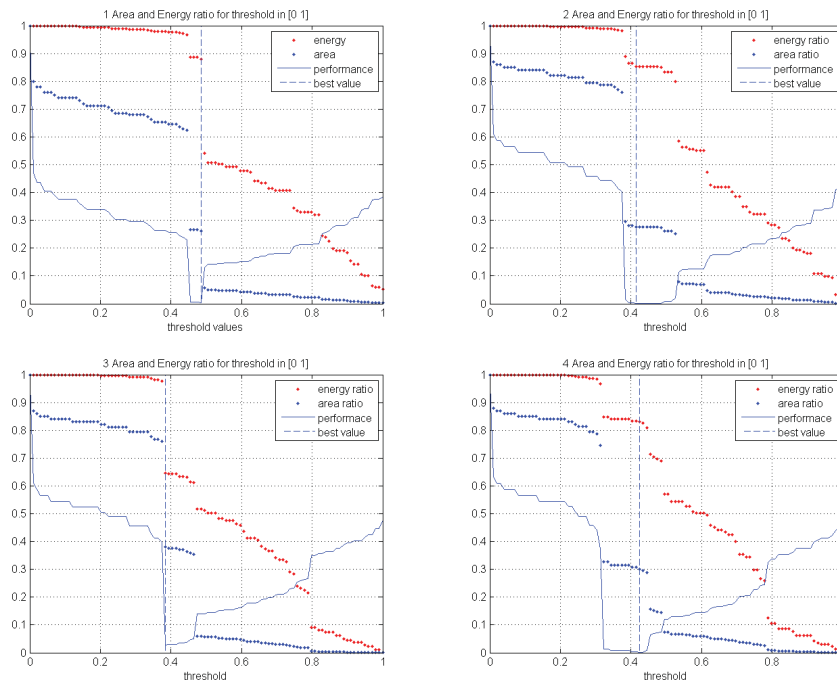 1 Area and Energy ratio for threshold in [0 1]
1
0.9
0.8
0.7
0.6
0.5
0.4
0.3
0.2
0.1
0
energy
area
performance
best value
0 0.2 0.4 0.6 0.8 1
threshold values
2 Area and Energy ratio for threshold in [0 1]
1
0.9
0.8
0.7
0.6
0.5
0.4
0.3
0.2
0.1
0
energy ratio
area ratio
performance
best value
0 0.2 0.4 0.6 0.8
threshold
3 Area and Energy ratio for threshold in [0 1]
1
0.9
0.8
0.7
0.6
0.5
0.4
0.3
0.2
0.1
0
energy ratio
area ratio
performace
best value
0 0.2 0.4 0.6 0.8 1
threshold
4 Area and Energy ratio for threshold in [0 1]
1
0.9
0.8
0.7
0.6
0.5
0.4
0.3
0.2
0.1
0
energy ratio
area ratio
performace
best value
0 0.2 0.4 0.6 0.8
threshold